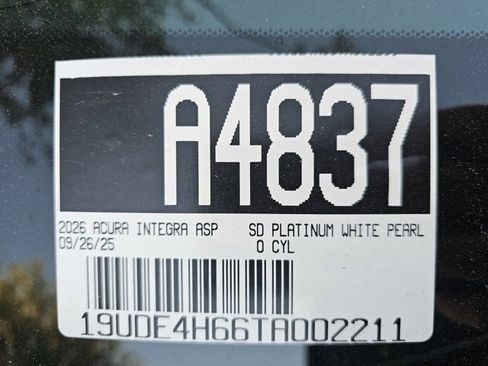 A4837
2026 ACURA INTEGRA ASP SD PLATINUM WHITE PEARL
09/26/25 0 CYL
19UDE4H66TA002211